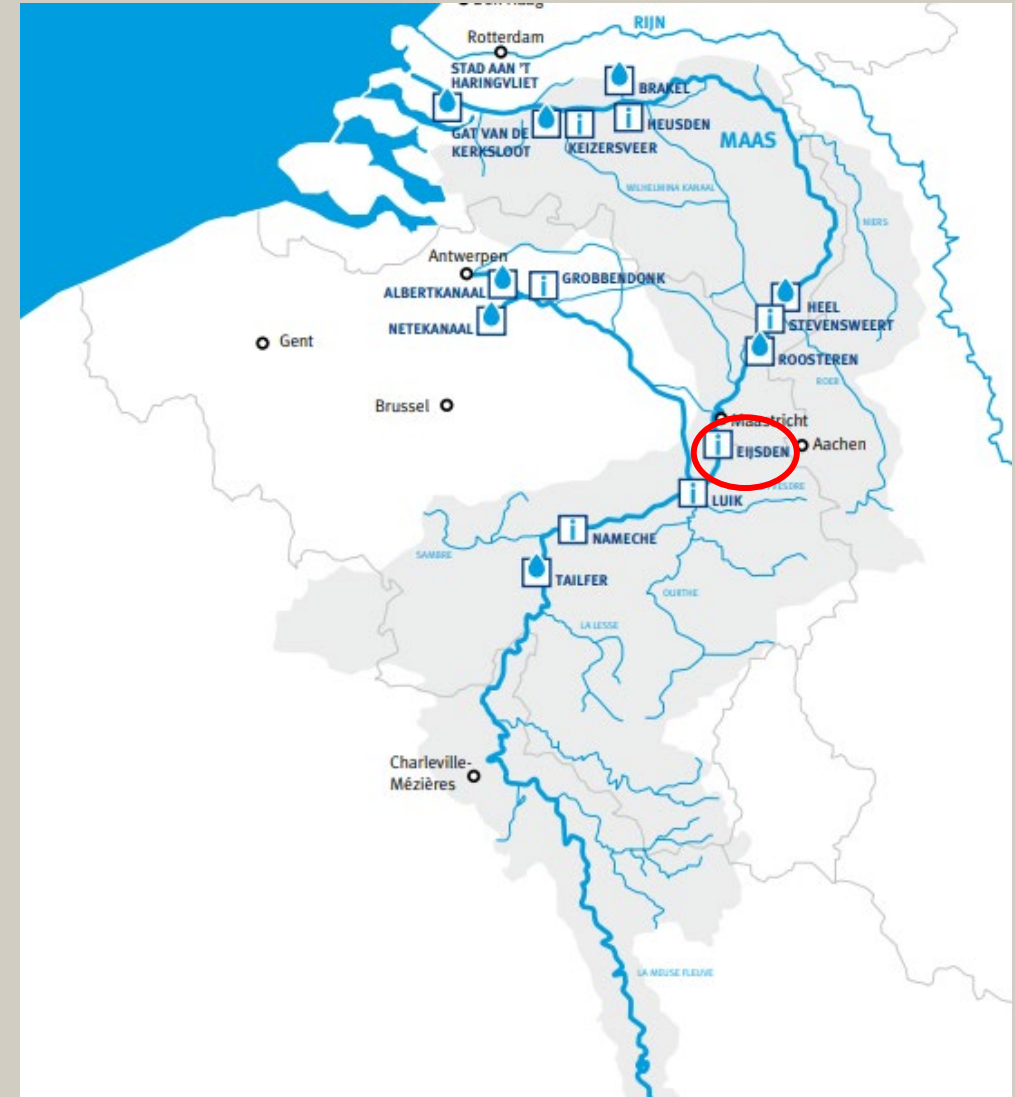 RIJN
Rotterdam
STAD AAN 'T
HARINGVLIET
BRAKEL
GAT VAN DE
KERKSLOOT
KEIZERSVEER
HEUSDEN
MAAS
WILHELMINA KANAAL
NIERS
Antwerpen
ALBERTKANAAL
GROBBENDONK
NETEKANAAL
HEEL
STEVENSWEERT
Gent
ROOSTEREN
ROER
Brussel
Maastricht
EIJSDEN
Aachen
LUIK
NAMECHE
SAMBRE
TAILFER
OURTHE
LA LESSE
Charleville-
Mézières
LA MEUSE FLEUVE